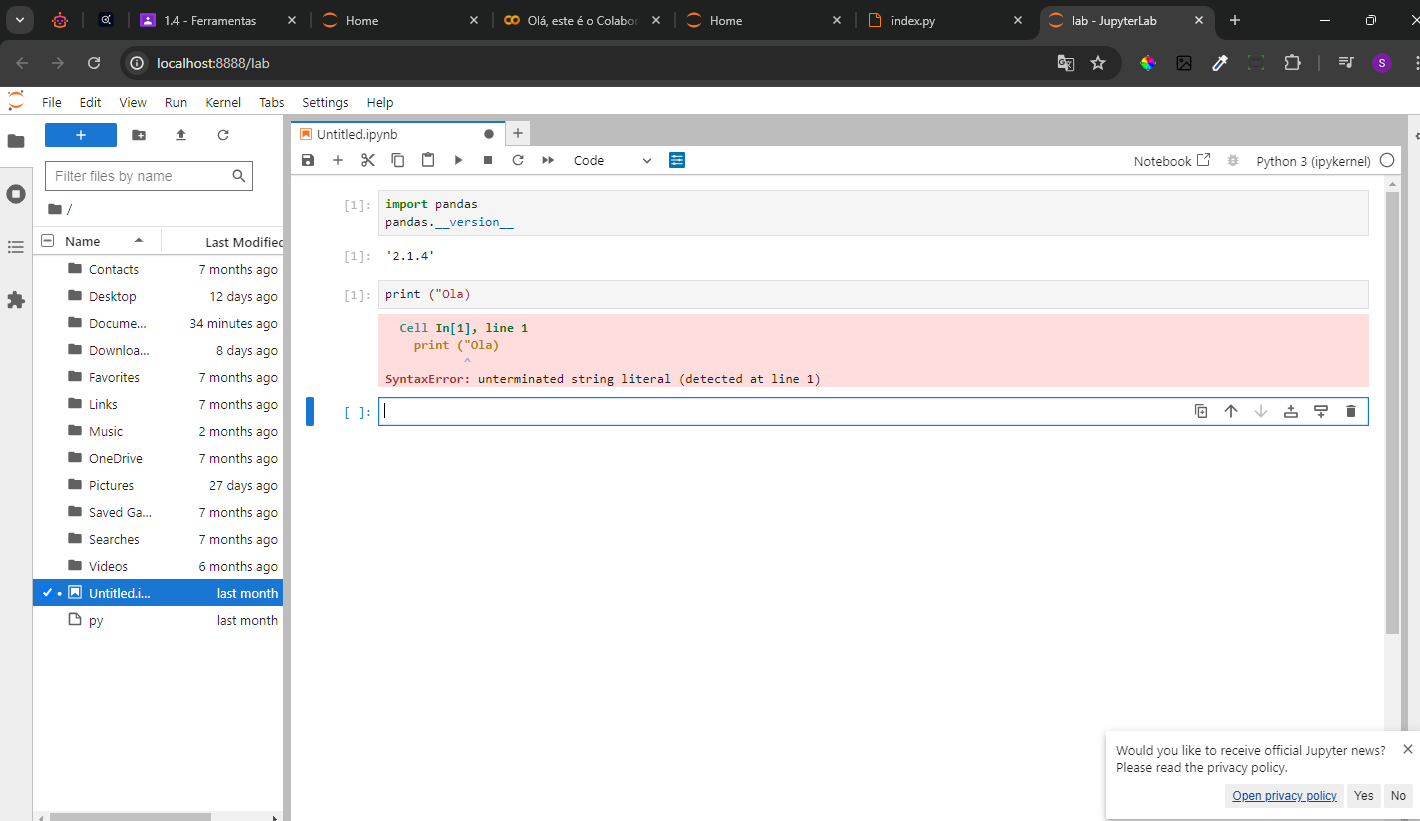 1.4 - Ferramentas
Home
Olá, este é o Colabor
Home
index.py
lab - JupyterLab
localhost:8888/lab
S
File Edit View Run Kernel Tabs Settings Help
Untitled.ipynb
Filter files by name
Code
Notebook
Python 3 (ipykernel)
/
Name Last Modified
Contacts 7 months ago
Desktop 12 days ago
Docume... 34 minutes ago
Downloa... 8 days ago
Favorites 7 months ago
Links 7 months ago
Music 2 months ago
OneDrive 7 months ago
Pictures 27 days ago
Saved Ga... 7 months ago
Searches 7 months ago
Videos 6 months ago
Untitled.i... last month
py last month
[1]: import pandas
pandas.__version__
[1]: '2.1.4'
[1]: print ("Ola)
Cell In[1], line 1
print ("Ola)
^
SyntaxError: unterminated string literal (detected at line 1)
[ ]:
Would you like to receive official Jupyter news?
Please read the privacy policy.
Open privacy policy Yes No